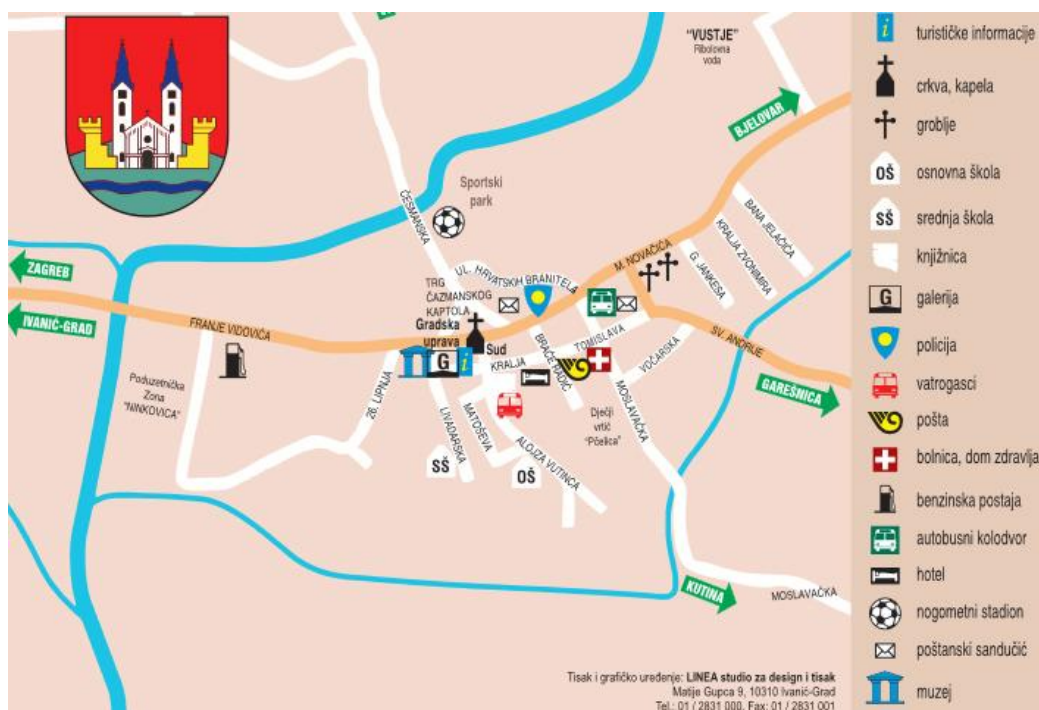 "VUSTJE"
Ribolovna
voda
BJELOVAR
Sportski
park
ČESMANSKA
BANA JELAČIĆA
KRALJA ZVONIMIRA
G. JANKESA
M. NOVAČIĆA
UL. HRVATSKIH BRANITELA
TRG
ČAZMANSKOG
KAPTOLA
ZAGREB
IVANIĆ-GRAD
FRANJE VIDOVIĆA
Gradska
uprava
G
i
Sud
KRALJA
TOMISLAVA
BRAĆE RADIĆ
VOČARSKA
SV. ANDRIJE
GAREŠNICA
Poduzetnička
Zona
"NINKOVICA"
26. LIPNJA
LIVADARSKA
MATOŠEVA
ALOJZA VUTINCA
MOSLAVAČKA
Dječji
vrtić
"Pčelica"
SŠ
OŠ
KUTINA
MOSLAVAČKA
Tisak i grafičko uređenje: LINEA studio za design i tisak
Matije Gupca 9, 10310 Ivanić-Grad
Tel.: 01 / 2831 000, Fax: 01 / 2831 001
i turističke informacije
crkva, kapela
groblje
OŠ osnovna škola
SŠ srednja škola
knjižnica
G galerija
policija
vatrogasci
pošta
bolnica, dom zdravlja
benzinska postaja
autobusni kolodvor
hotel
nogometni stadion
poštanski sandučić
muzej